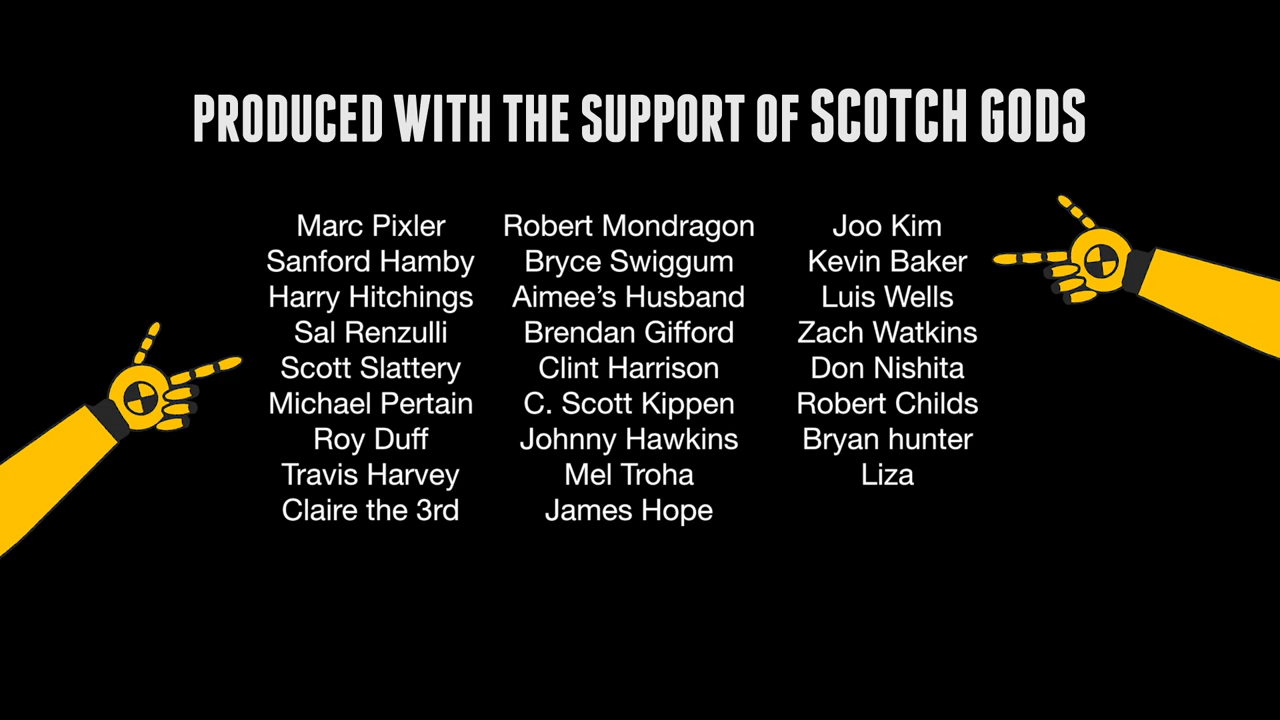 PRODUCED WITH THE SUPPORT OF SCOTCH GODS
Marc Pixler
Sanford Hamby
Harry Hitchings
Sal Renzulli
Scott Slattery
Michael Pertain
Roy Duff
Travis Harvey
Claire the 3rd
Robert Mondragon
Bryce Swiggum
Aimee’s Husband
Brendan Gifford
Clint Harrison
C. Scott Kippen
Johnny Hawkins
Mel Troha
James Hope
Joo Kim
Kevin Baker
Luis Wells
Zach Watkins
Don Nishita
Robert Childs
Bryan hunter
Liza